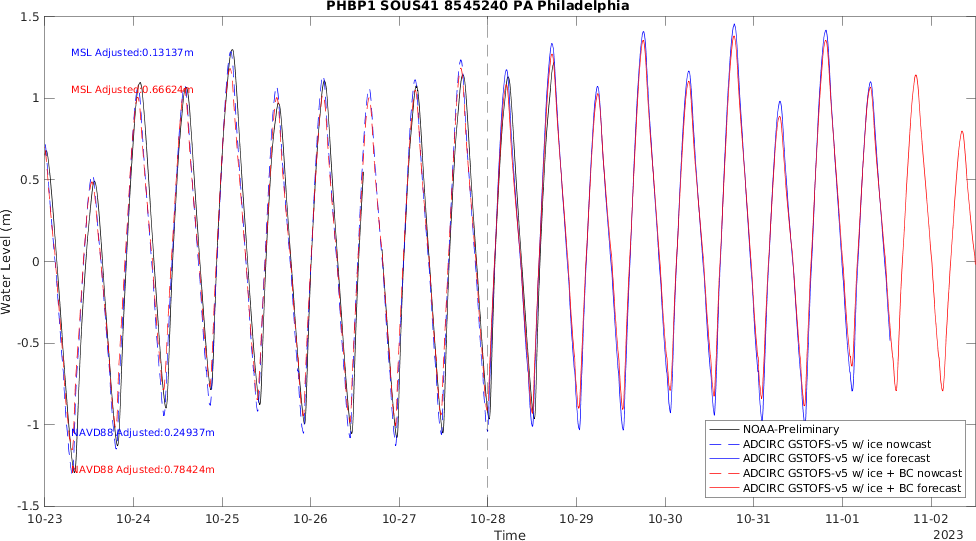 PHBP1 SOUS41 8545240 PA Philadelphia
1.5
MSL Adjusted:0.13137m
MSL Adjusted:0.66624m
1
0.5
0
-0.5
-1
-1.5
Water Level (m)
NAVD88 Adjusted:0.24937m
NAVD88 Adjusted:0.78424m
NOAA-Preliminary
ADCIRC GSTOFS-v5 w/ ice nowcast
ADCIRC GSTOFS-v5 w/ ice forecast
ADCIRC GSTOFS-v5 w/ ice + BC nowcast
ADCIRC GSTOFS-v5 w/ ice + BC forecast
10-23 10-24 10-25 10-26 10-27 10-28 10-29 10-30 10-31 11-01 11-02
Time
2023